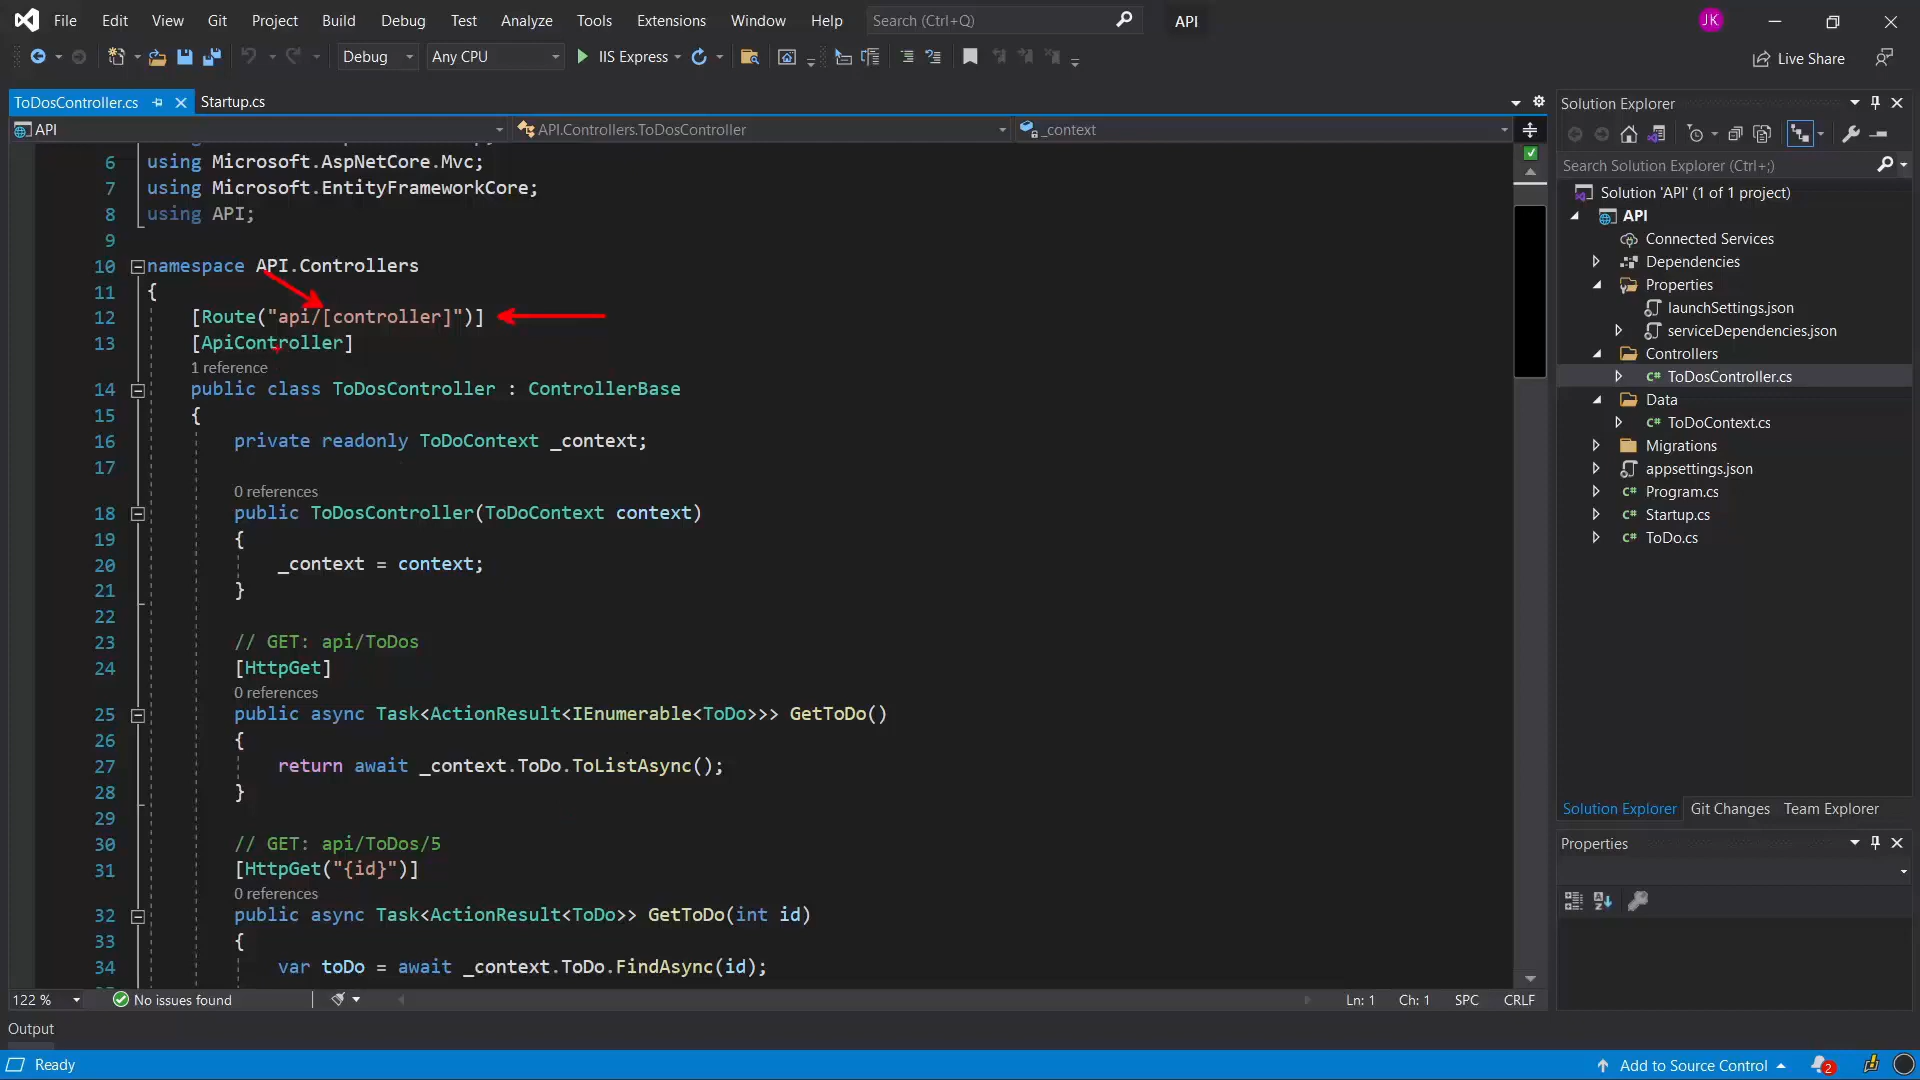 File Edit View Git Project Build Debug Test Analyze Tools Extensions Window Help Search (Ctrl+Q) API JK
Debug Any CPU IIS Express Live Share
ToDosController.cs Startup.cs
API API.Controllers.ToDosController _context
6 using Microsoft.AspNetCore.Mvc;
7 using Microsoft.EntityFrameworkCore;
8 using API;
9
10 namespace API.Controllers
11 {
12 [Route("api/[controller]")]
13 [ApiController]
1 reference
14 public class ToDosController : ControllerBase
15 {
16 private readonly ToDoContext _context;
17
0 references
18 public ToDosController(ToDoContext context)
19 {
20 _context = context;
21 }
22
23 // GET: api/ToDos
24 [HttpGet]
0 references
25 public async Task<ActionResult<IEnumerable<ToDo>>> GetToDo()
26 {
27 return await _context.ToDo.ToListAsync();
28 }
29
30 // GET: api/ToDos/5
31 [HttpGet("{id}")]
0 references
32 public async Task<ActionResult<ToDo>> GetToDo(int id)
33 {
34 var toDo = await _context.ToDo.FindAsync(id);
122 % No issues found Ln: 1 Ch: 1 SPC CRLF
Solution Explorer
Search Solution Explorer (Ctrl+;)
Solution 'API' (1 of 1 project)
API
Connected Services
Dependencies
Properties
launchSettings.json
serviceDependencies.json
Controllers
C# ToDosController.cs
Data
C# ToDoContext.cs
Migrations
appsettings.json
C# Program.cs
C# Startup.cs
C# ToDo.cs
Solution Explorer Git Changes Team Explorer
Properties
Output
Ready Add to Source Control 2